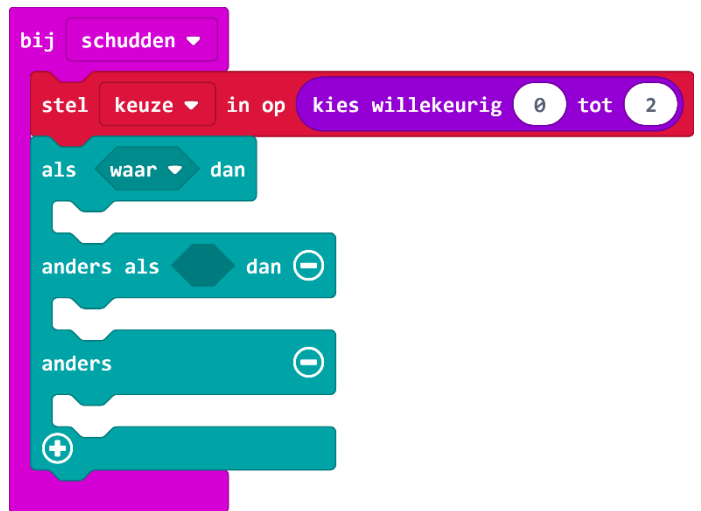 bij schudden
stel keuze in op kies willekeurig 0 tot 2
als waar dan
anders als dan
anders